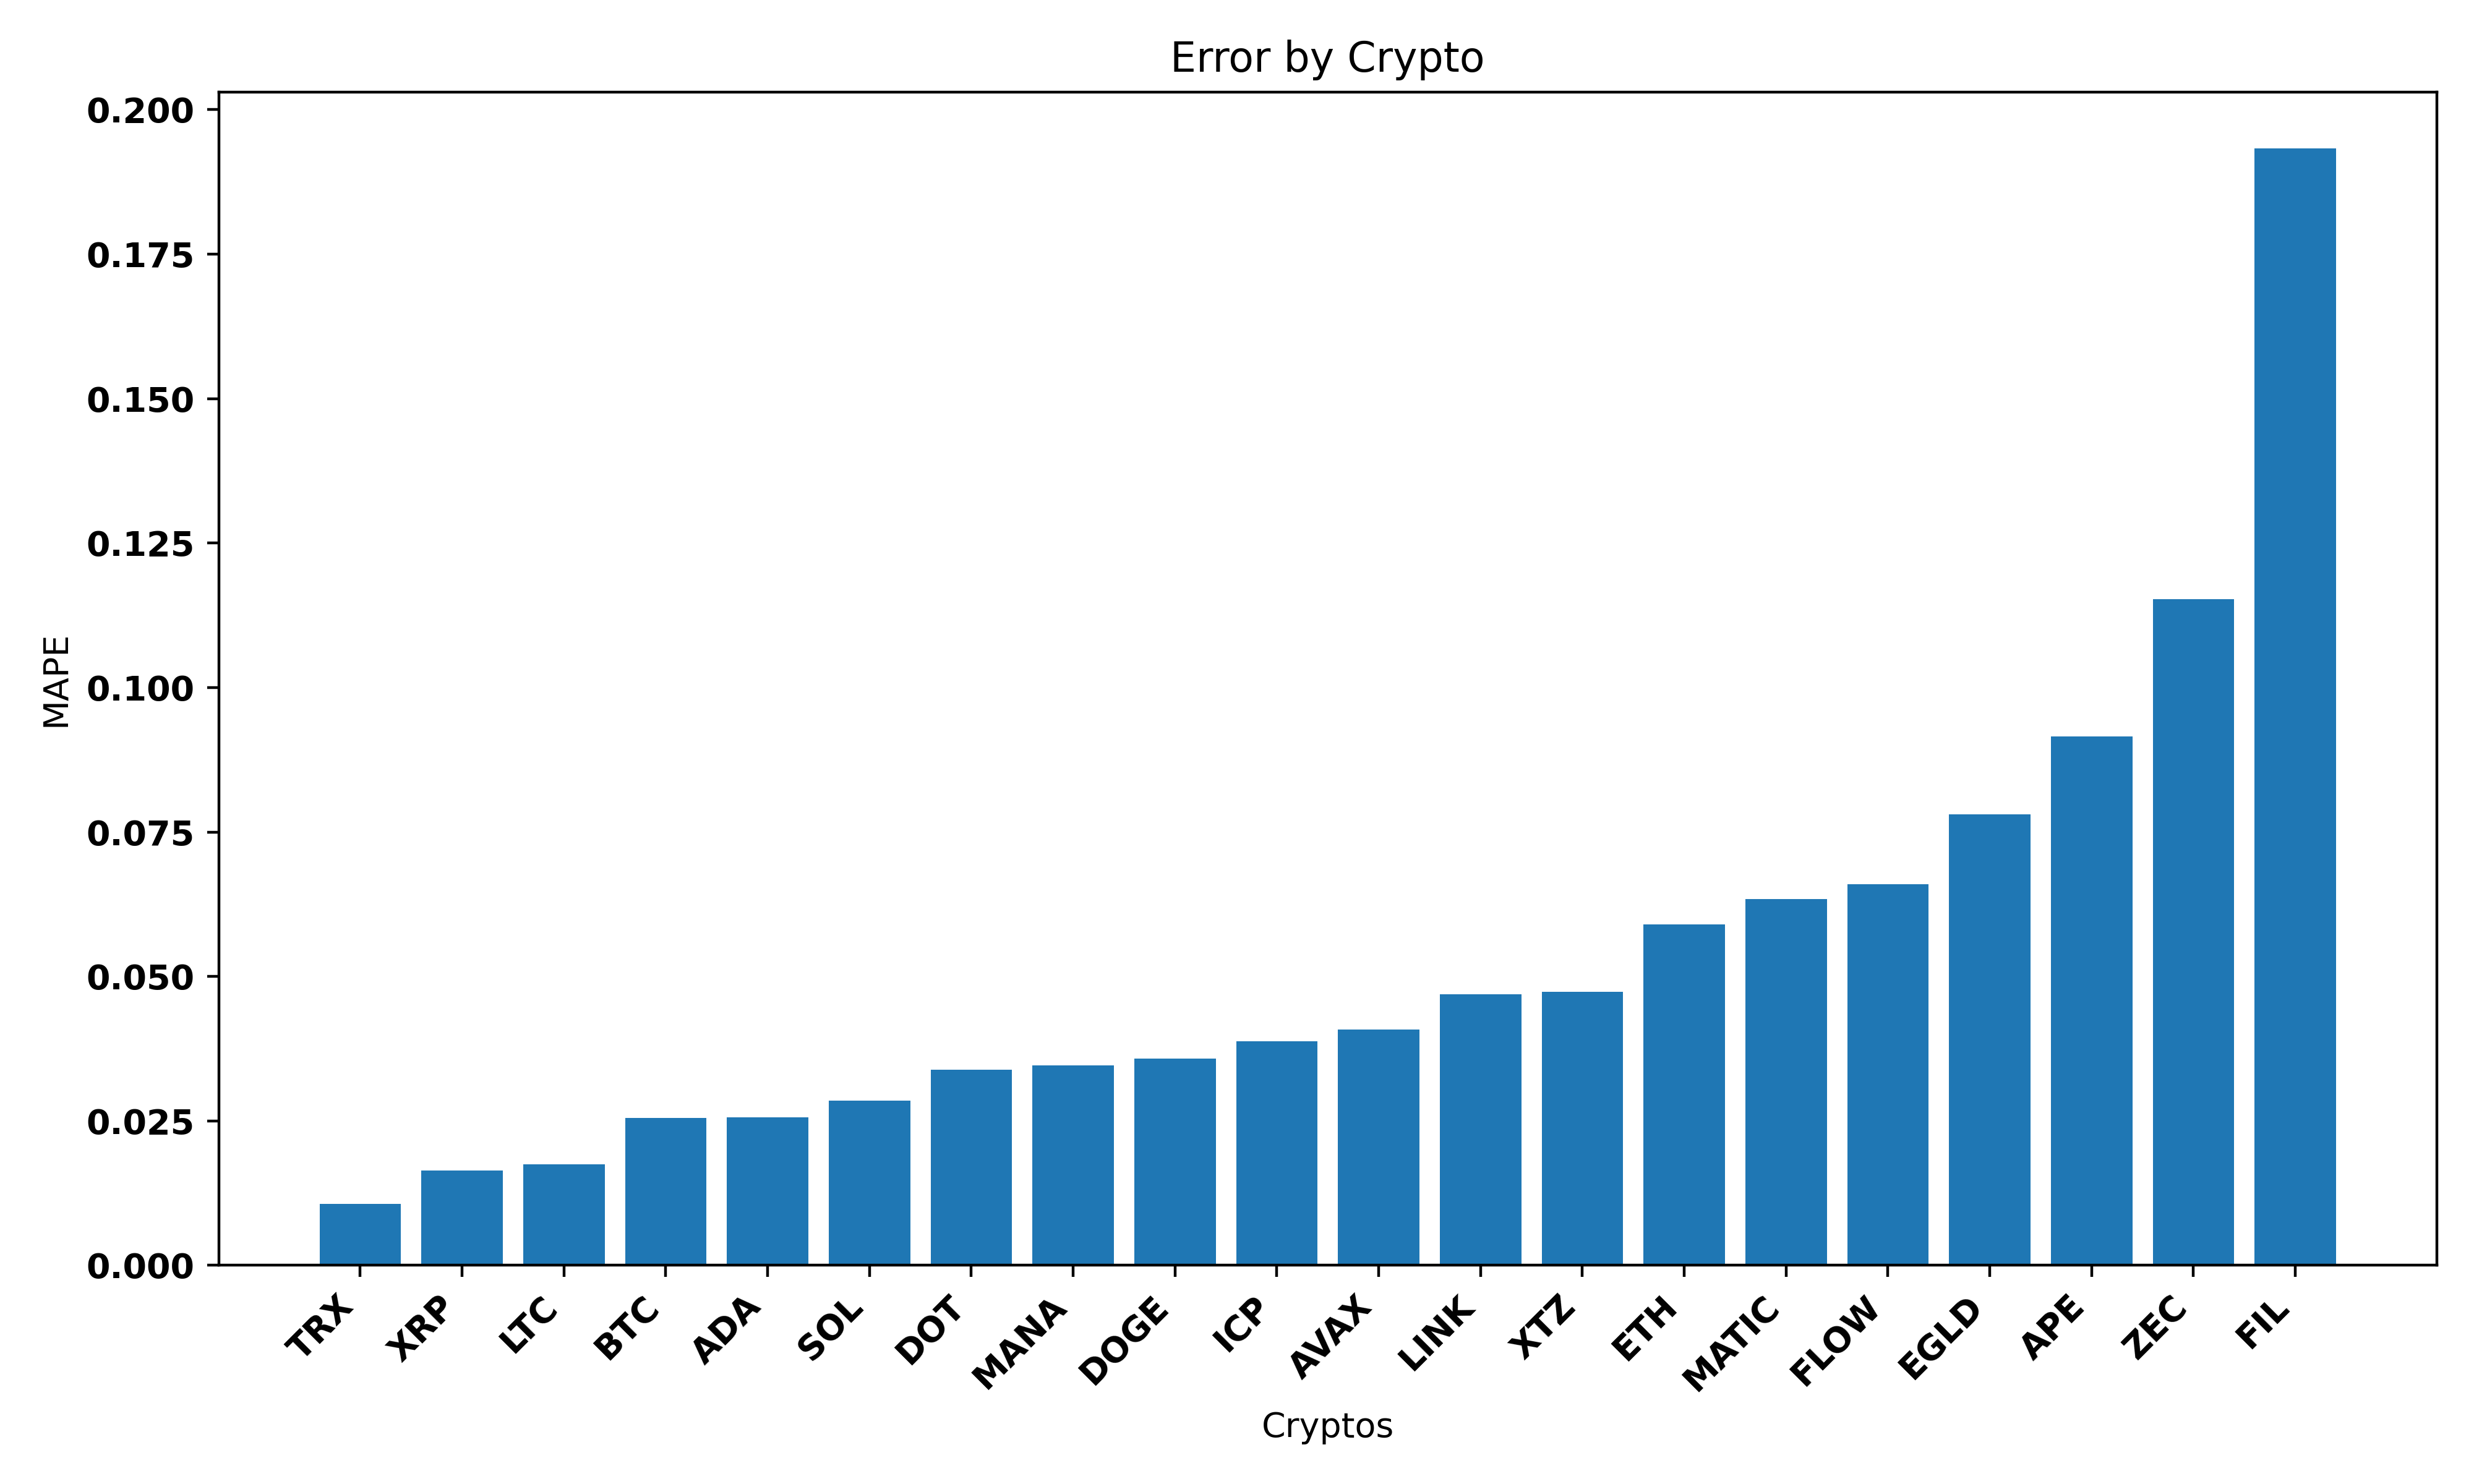 Error by Crypto
0.200
0.175
0.150
0.125
0.100
0.075
0.050
0.025
0.000
MAPE
TRX
XRP
LTC
BTC
ADA
SOL
DOT
MANA
DOGE
ICP
AVAX
LINK
XTZ
ETH
MATIC
FLOW
EGLD
APE
ZEC
FIL
Cryptos